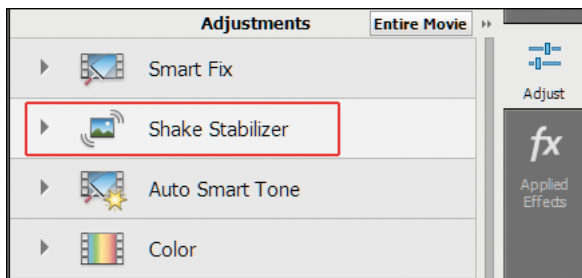 Adjustments
Entire Movie
Smart Fix
Shake Stabilizer
Auto Smart Tone
Color
Adjust
fx
Applied
Effects